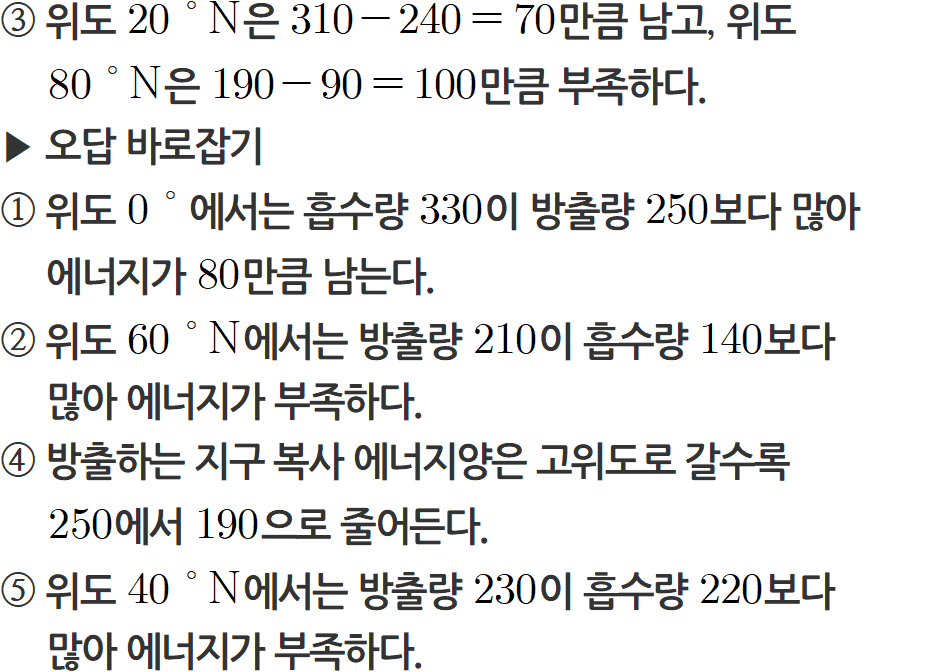 ③ 위도 20 °N은 310－240 = 70만큼 남고, 위도
80 °N은 190－90 = 100만큼 부족하다.
▶ 오답 바로잡기
① 위도 0 °에서는 흡수량 330이 방출량 250보다 많아
에너지가 80만큼 남는다.
② 위도 60 °N에서는 방출량 210이 흡수량 140보다
많아 에너지가 부족하다.
④ 방출하는 지구 복사 에너지양은 고위도로 갈수록
250에서 190으로 줄어든다.
⑤ 위도 40 °N에서는 방출량 230이 흡수량 220보다
많아 에너지가 부족하다.